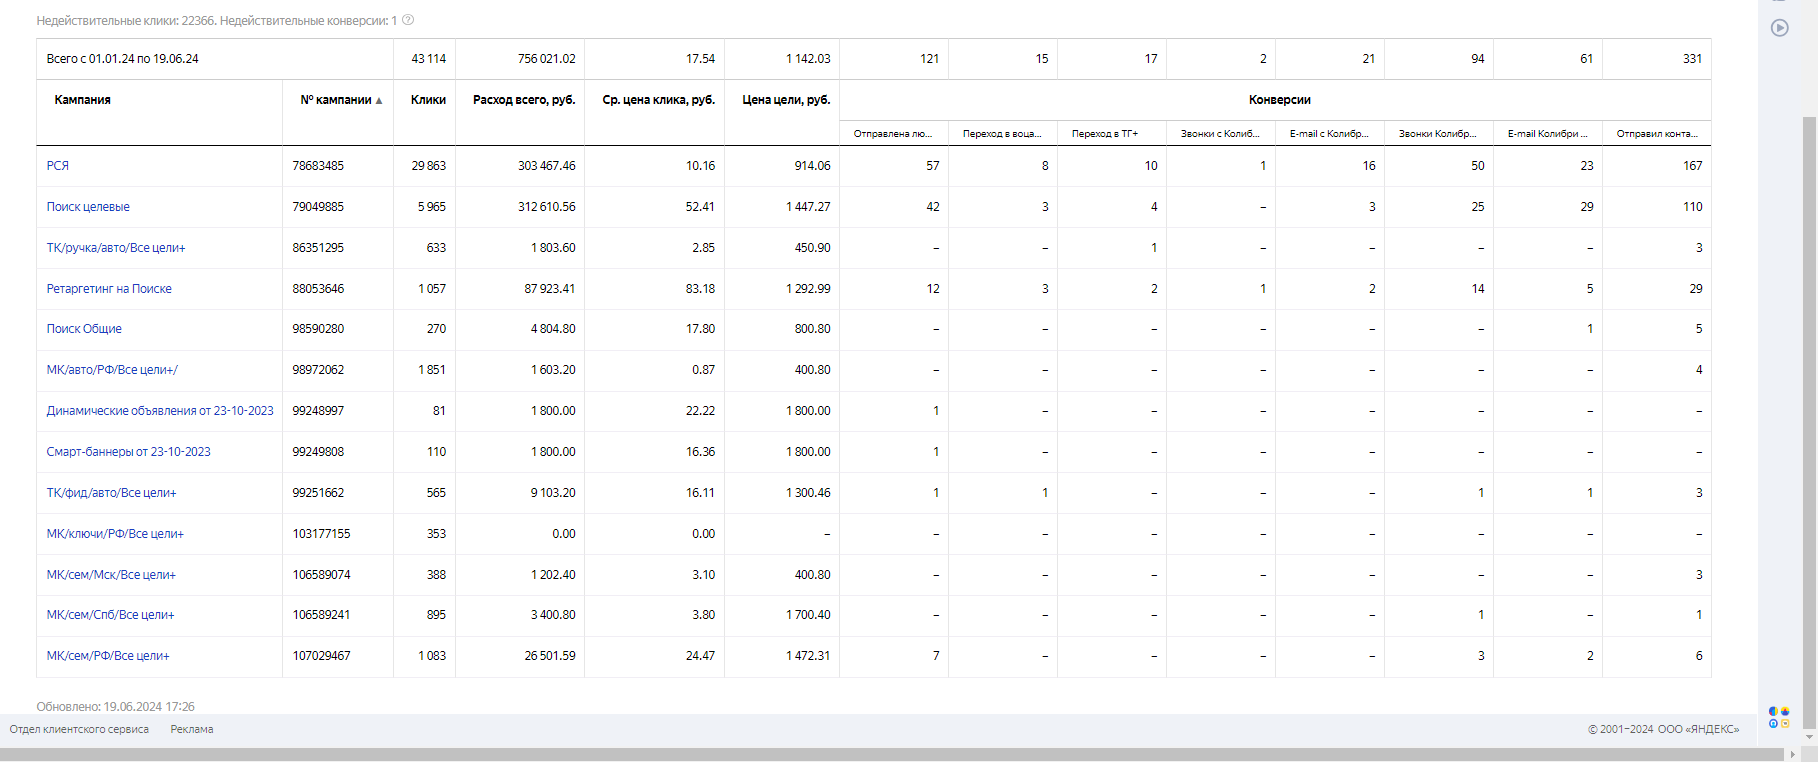 Недействительные клики: 22366. Недействительные конверсии: 1 ?
Всего с 01.01.24 по 19.06.24 43 114 756 021.02 17.54 1 142.03 121 15 17 2 21 94 61 331
Кампания № кампании ▲ Клики Расход всего, руб. Ср. цена клика, руб. Цена цели, руб. Конверсии
Отправлена лю... Переход в воца... Переход в ТГ+ Звонки с Колиб... E-mail с Колибр... Звонки Колибр... E-mail Колибри ... Отправил конта...
РСЯ 78683485 29 863 303 467.46 10.16 914.06 57 8 10 1 16 50 23 167
Поиск целевые 79049885 5 965 312 610.56 52.41 1 447.27 42 3 4 – 3 25 29 110
ТК/ручка/авто/Все цели+ 86351295 633 1 803.60 2.85 450.90 – – 1 – – – – 3
Ретаргетинг на Поиске 88053646 1 057 87 923.41 83.18 1 292.99 12 3 2 1 2 14 5 29
Поиск Общие 98590280 270 4 804.80 17.80 800.80 – – – – – – 1 5
МК/авто/РФ/Все цели+/ 98972062 1 851 1 603.20 0.87 400.80 – – – – – – – 4
Динамические объявления от 23-10-2023 99248997 81 1 800.00 22.22 1 800.00 1 – – – – – – –
Смарт-баннеры от 23-10-2023 99249808 110 1 800.00 16.36 1 800.00 1 – – – – – – –
ТК/фид/авто/Все цели+ 99251662 565 9 103.20 16.11 1 300.46 1 1 – – – 1 1 3
МК/ключи/РФ/Все цели+ 103177155 353 0.00 0.00 – – – – – – – – –
МК/сем/Мск/Все цели+ 106589074 388 1 202.40 3.10 400.80 – – – – – – – 3
МК/сем/Спб/Все цели+ 106589241 895 3 400.80 3.80 1 700.40 – – – – – 1 – 1
МК/сем/РФ/Все цели+ 107029467 1 083 26 501.59 24.47 1 472.31 7 – – – – 3 2 6
Обновлено: 19.06.2024 17:26
Отдел клиентского сервиса Реклама © 2001–2024 ООО «ЯНДЕКС»